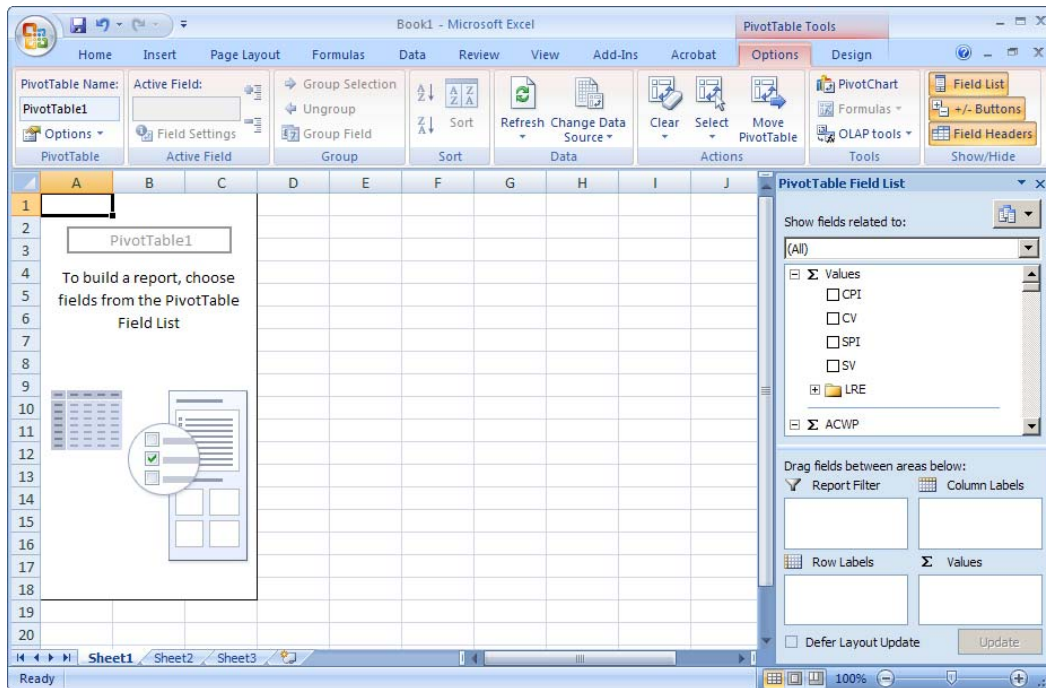 Book1 - Microsoft Excel
PivotTable Tools
Home Insert Page Layout Formulas Data Review View Add-Ins Acrobat Options Design
PivotTable Name:
PivotTable1
Options
PivotTable
Active Field:
Field Settings
Active Field
Group Selection
Ungroup
Group Field
Group
Sort
Sort
Refresh
Change Data
Source
Data
Clear
Select
Move
PivotTable
Actions
PivotChart
Formulas
OLAP tools
Tools
Field List
+/- Buttons
Field Headers
Show/Hide
A B C D E F G H I J
1
2
3
4
5
6
7
8
9
10
11
12
13
14
15
16
17
18
19
20
PivotTable1
To build a report, choose
fields from the PivotTable
Field List
PivotTable Field List
Show fields related to:
(All)
Σ Values
CPI
CV
SPI
SV
LRE
Σ ACWP
Drag fields between areas below:
Report Filter
Column Labels
Row Labels
Σ Values
Defer Layout Update
Update
Sheet1 Sheet2 Sheet3
Ready
100%